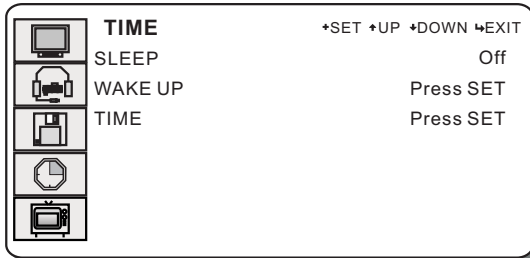 TIME +SET ↑UP ↓DOWN ↵EXIT
SLEEP Off
WAKE UP Press SET
TIME Press SET